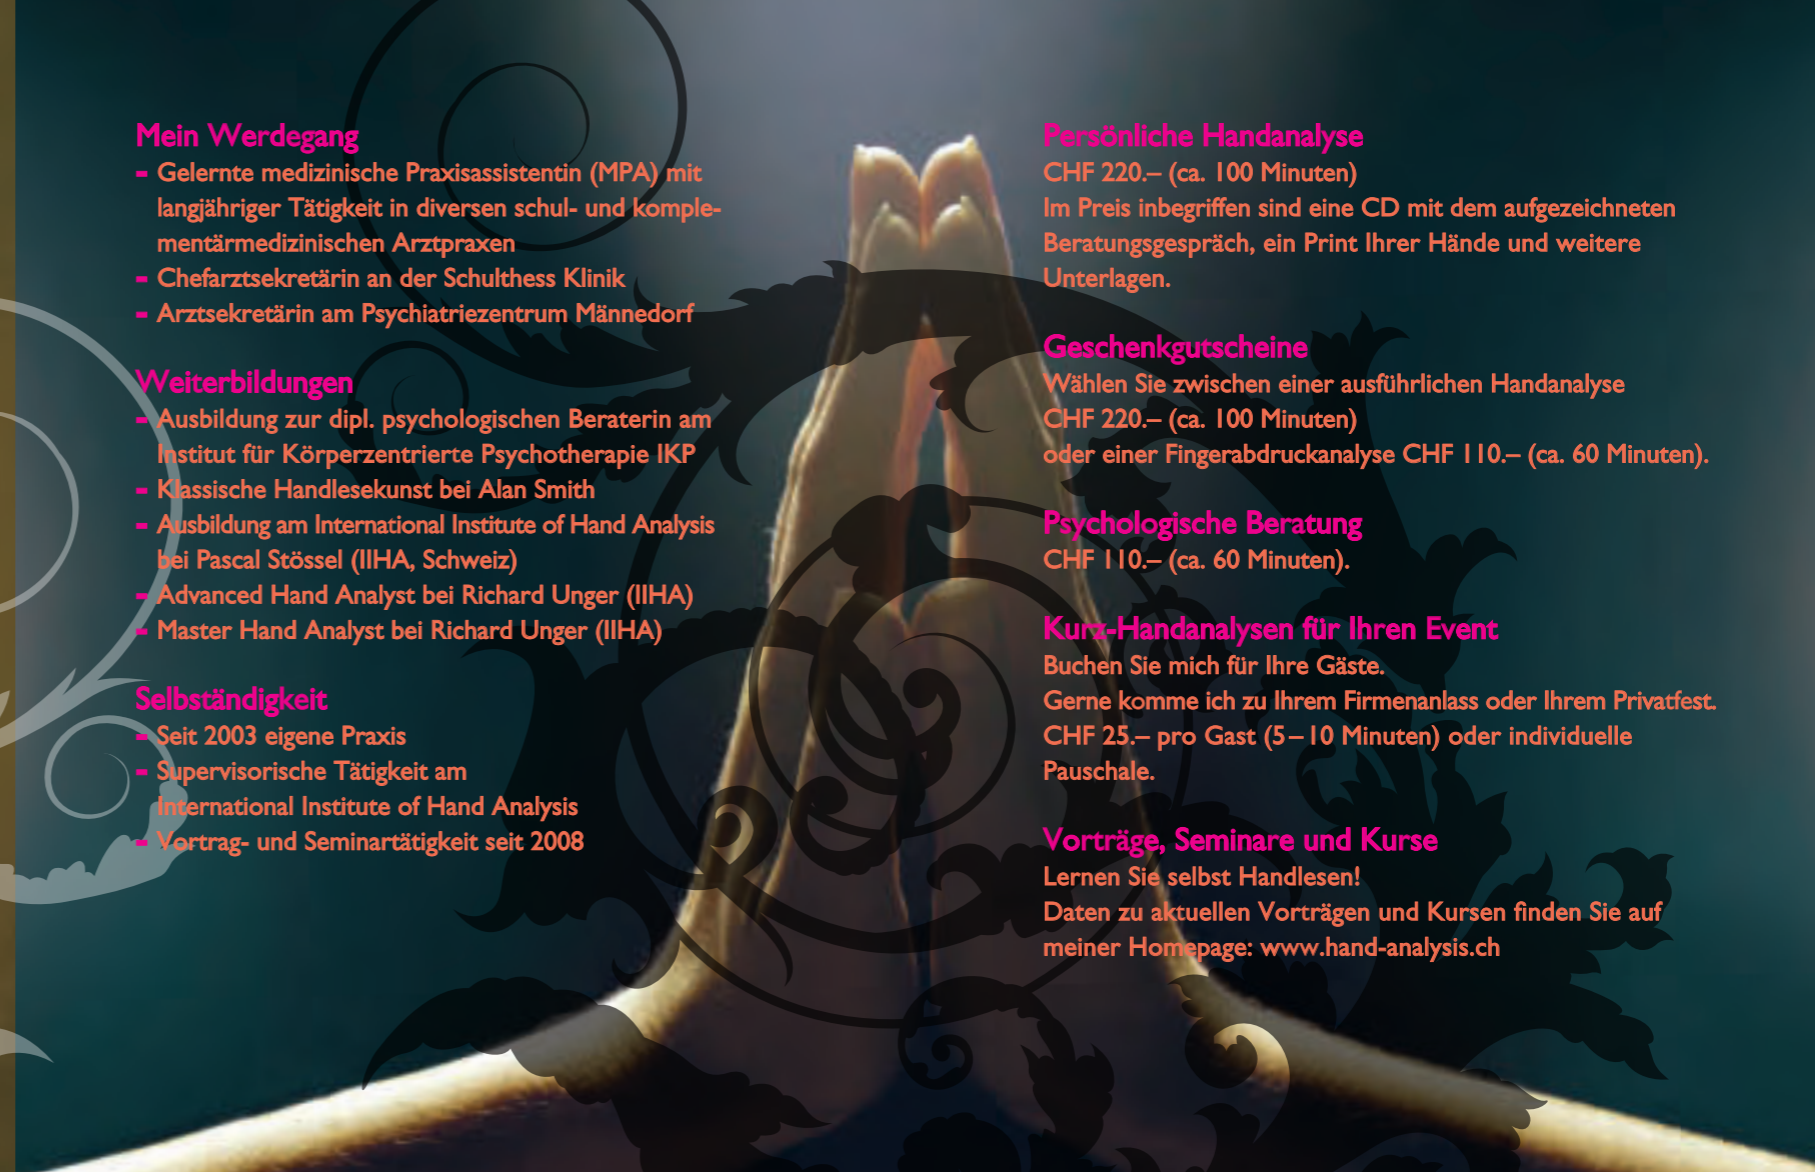 Mein Werdegang
- Gelernte medizinische Praxisassistentin (MPA) mit
langjähriger Tätigkeit in diversen schul- und komple-
mentärmedizinischen Arztpraxen
- Chefarztsekretärin an der Schulthess Klinik
- Arztsekretärin am Psychiatriezentrum Männedorf
Weiterbildungen
- Ausbildung zur dipl. psychologischen Beraterin am
Institut für Körperzentrierte Psychotherapie IKP
- Klassische Handlesekunst bei Alan Smith
- Ausbildung am International Institute of Hand Analysis
bei Pascal Stössel (IIHA, Schweiz)
- Advanced Hand Analyst bei Richard Unger (IIHA)
- Master Hand Analyst bei Richard Unger (IIHA)
Selbständigkeit
- Seit 2003 eigene Praxis
- Supervisorische Tätigkeit am
International Institute of Hand Analysis
- Vortrag- und Seminartätigkeit seit 2008
Persönliche Handanalyse
CHF 220.– (ca. 100 Minuten)
Im Preis inbegriffen sind eine CD mit dem aufgezeichneten
Beratungsgespräch, ein Print Ihrer Hände und weitere
Unterlagen.
Geschenkgutscheine
Wählen Sie zwischen einer ausführlichen Handanalyse
CHF 220.– (ca. 100 Minuten)
oder einer Fingerabdruckanalyse CHF 110.– (ca. 60 Minuten).
Psychologische Beratung
CHF 110.– (ca. 60 Minuten).
Kurz-Handanalysen für Ihren Event
Buchen Sie mich für Ihre Gäste.
Gerne komme ich zu Ihrem Firmenanlass oder Ihrem Privatfest.
CHF 25.– pro Gast (5 – 10 Minuten) oder individuelle
Pauschale.
Vorträge, Seminare und Kurse
Lernen Sie selbst Handlesen!
Daten zu aktuellen Vorträgen und Kursen finden Sie auf
meiner Homepage: www.hand-analysis.ch